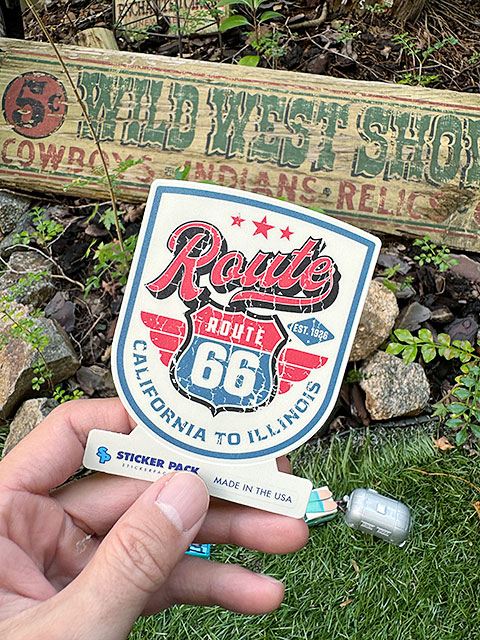 5¢ WILD WEST SHO
COWBOYS · INDIANS · RELICS
Route
ROUTE
66
EST. 1926
CALIFORNIA TO ILLINOIS
SP STICKER PACK
MADE IN THE USA